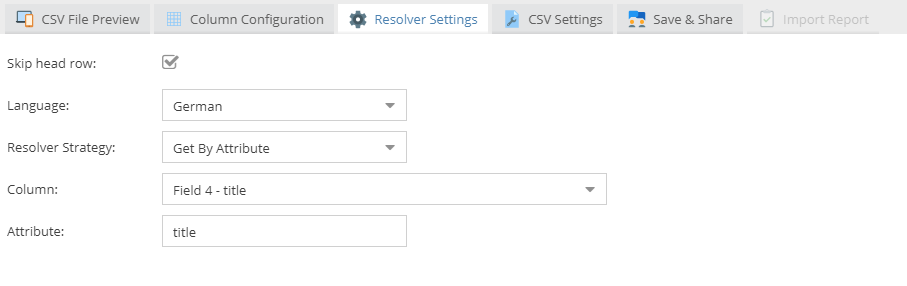 CSV File Preview Column Configuration Resolver Settings CSV Settings Save & Share Import Report
Skip head row:
Language: German
Resolver Strategy: Get By Attribute
Column: Field 4 - title
Attribute: title